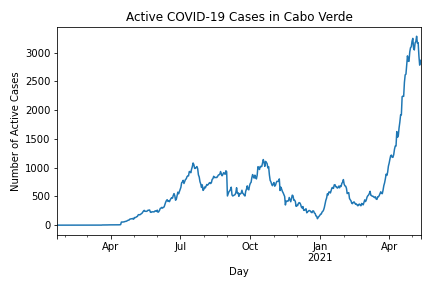 Active COVID-19 Cases in Cabo Verde
Number of Active Cases
3000
2500
2000
1500
1000
500
0
Apr
Jul
Oct
Jan
2021
Apr
Day